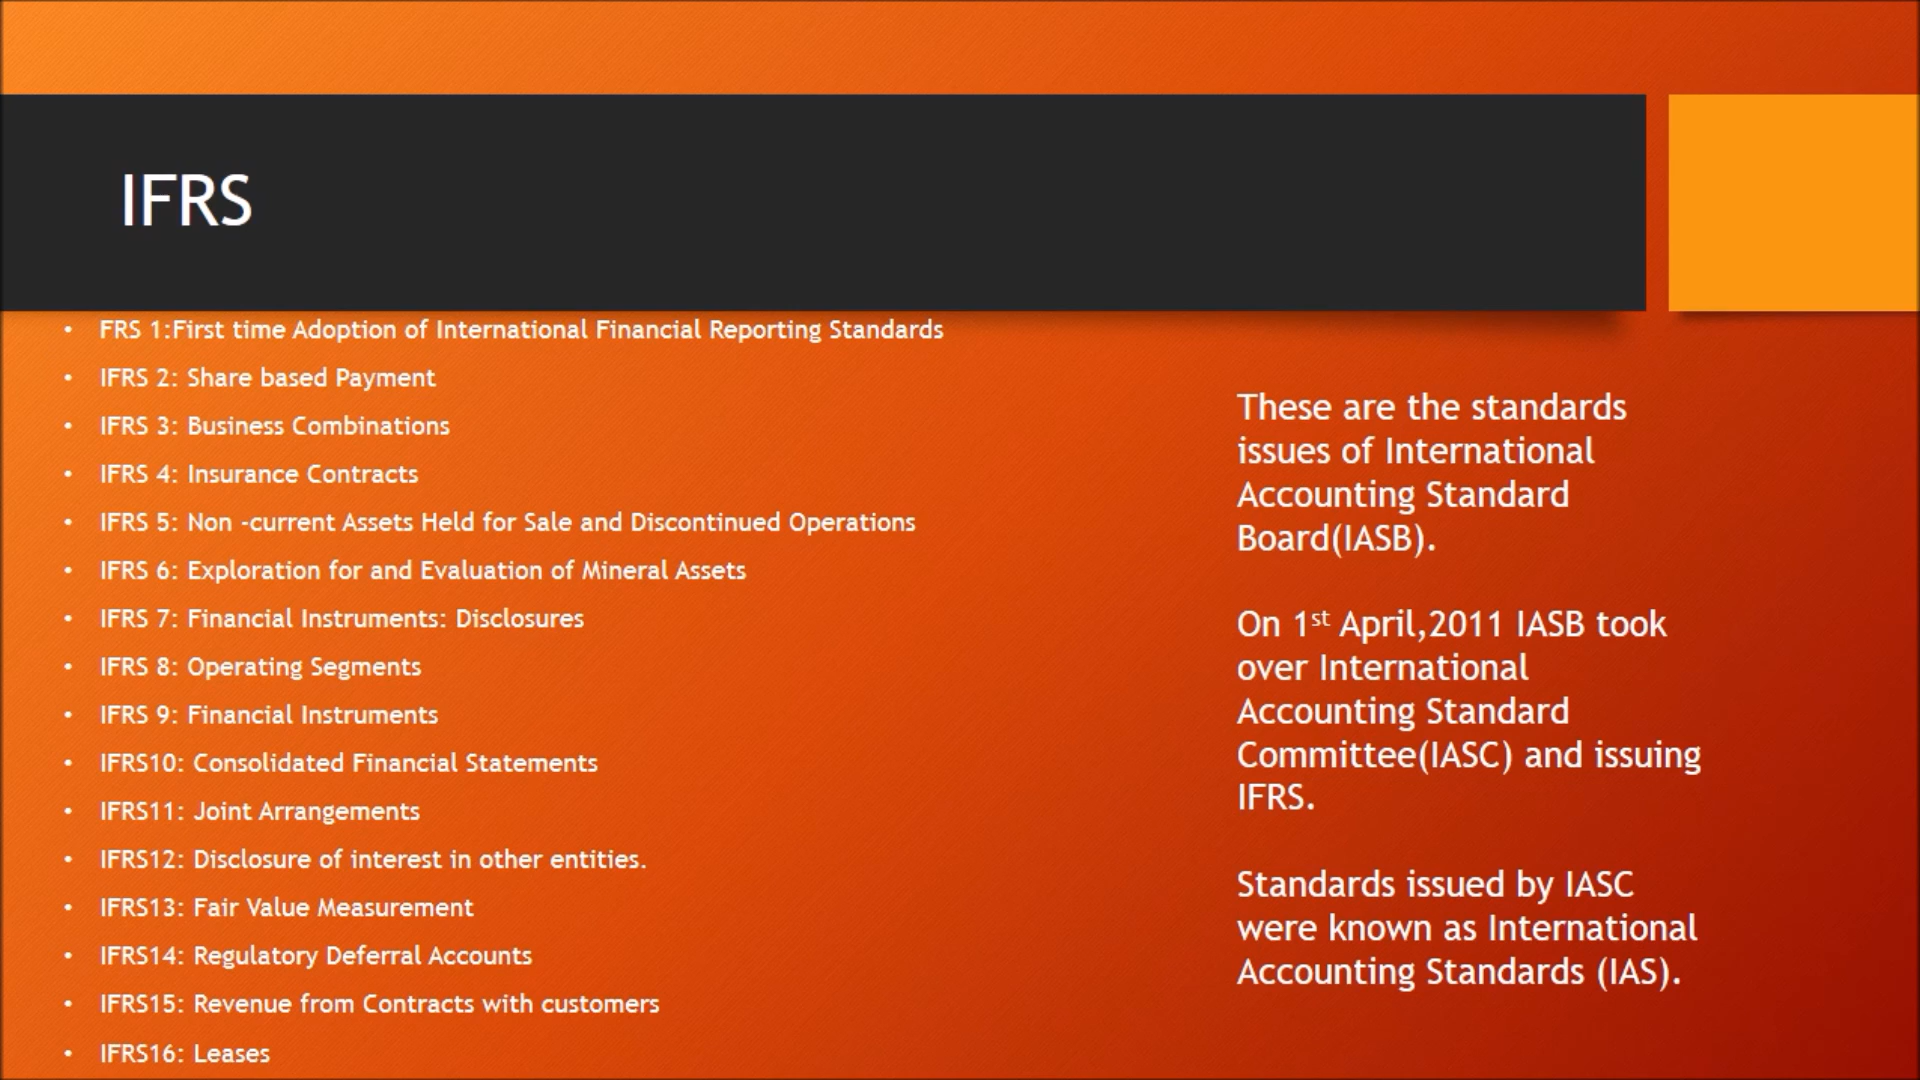 IFRS
• FRS 1:First time Adoption of International Financial Reporting Standards
• IFRS 2: Share based Payment
• IFRS 3: Business Combinations
• IFRS 4: Insurance Contracts
• IFRS 5: Non -current Assets Held for Sale and Discontinued Operations
• IFRS 6: Exploration for and Evaluation of Mineral Assets
• IFRS 7: Financial Instruments: Disclosures
• IFRS 8: Operating Segments
• IFRS 9: Financial Instruments
• IFRS10: Consolidated Financial Statements
• IFRS11: Joint Arrangements
• IFRS12: Disclosure of interest in other entities.
• IFRS13: Fair Value Measurement
• IFRS14: Regulatory Deferral Accounts
• IFRS15: Revenue from Contracts with customers
• IFRS16: Leases
These are the standards
issues of International
Accounting Standard
Board(IASB).
On 1st April,2011 IASB took
over International
Accounting Standard
Committee(IASC) and issuing
IFRS.
Standards issued by IASC
were known as International
Accounting Standards (IAS).